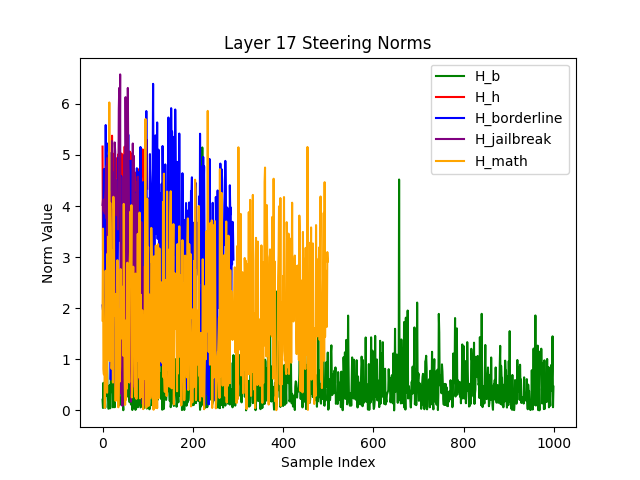 Layer 17 Steering Norms
H_b
H_h
H_borderline
H_jailbreak
H_math
Norm Value
6
5
4
3
2
1
0
0 200 400 600 800 1000
Sample Index